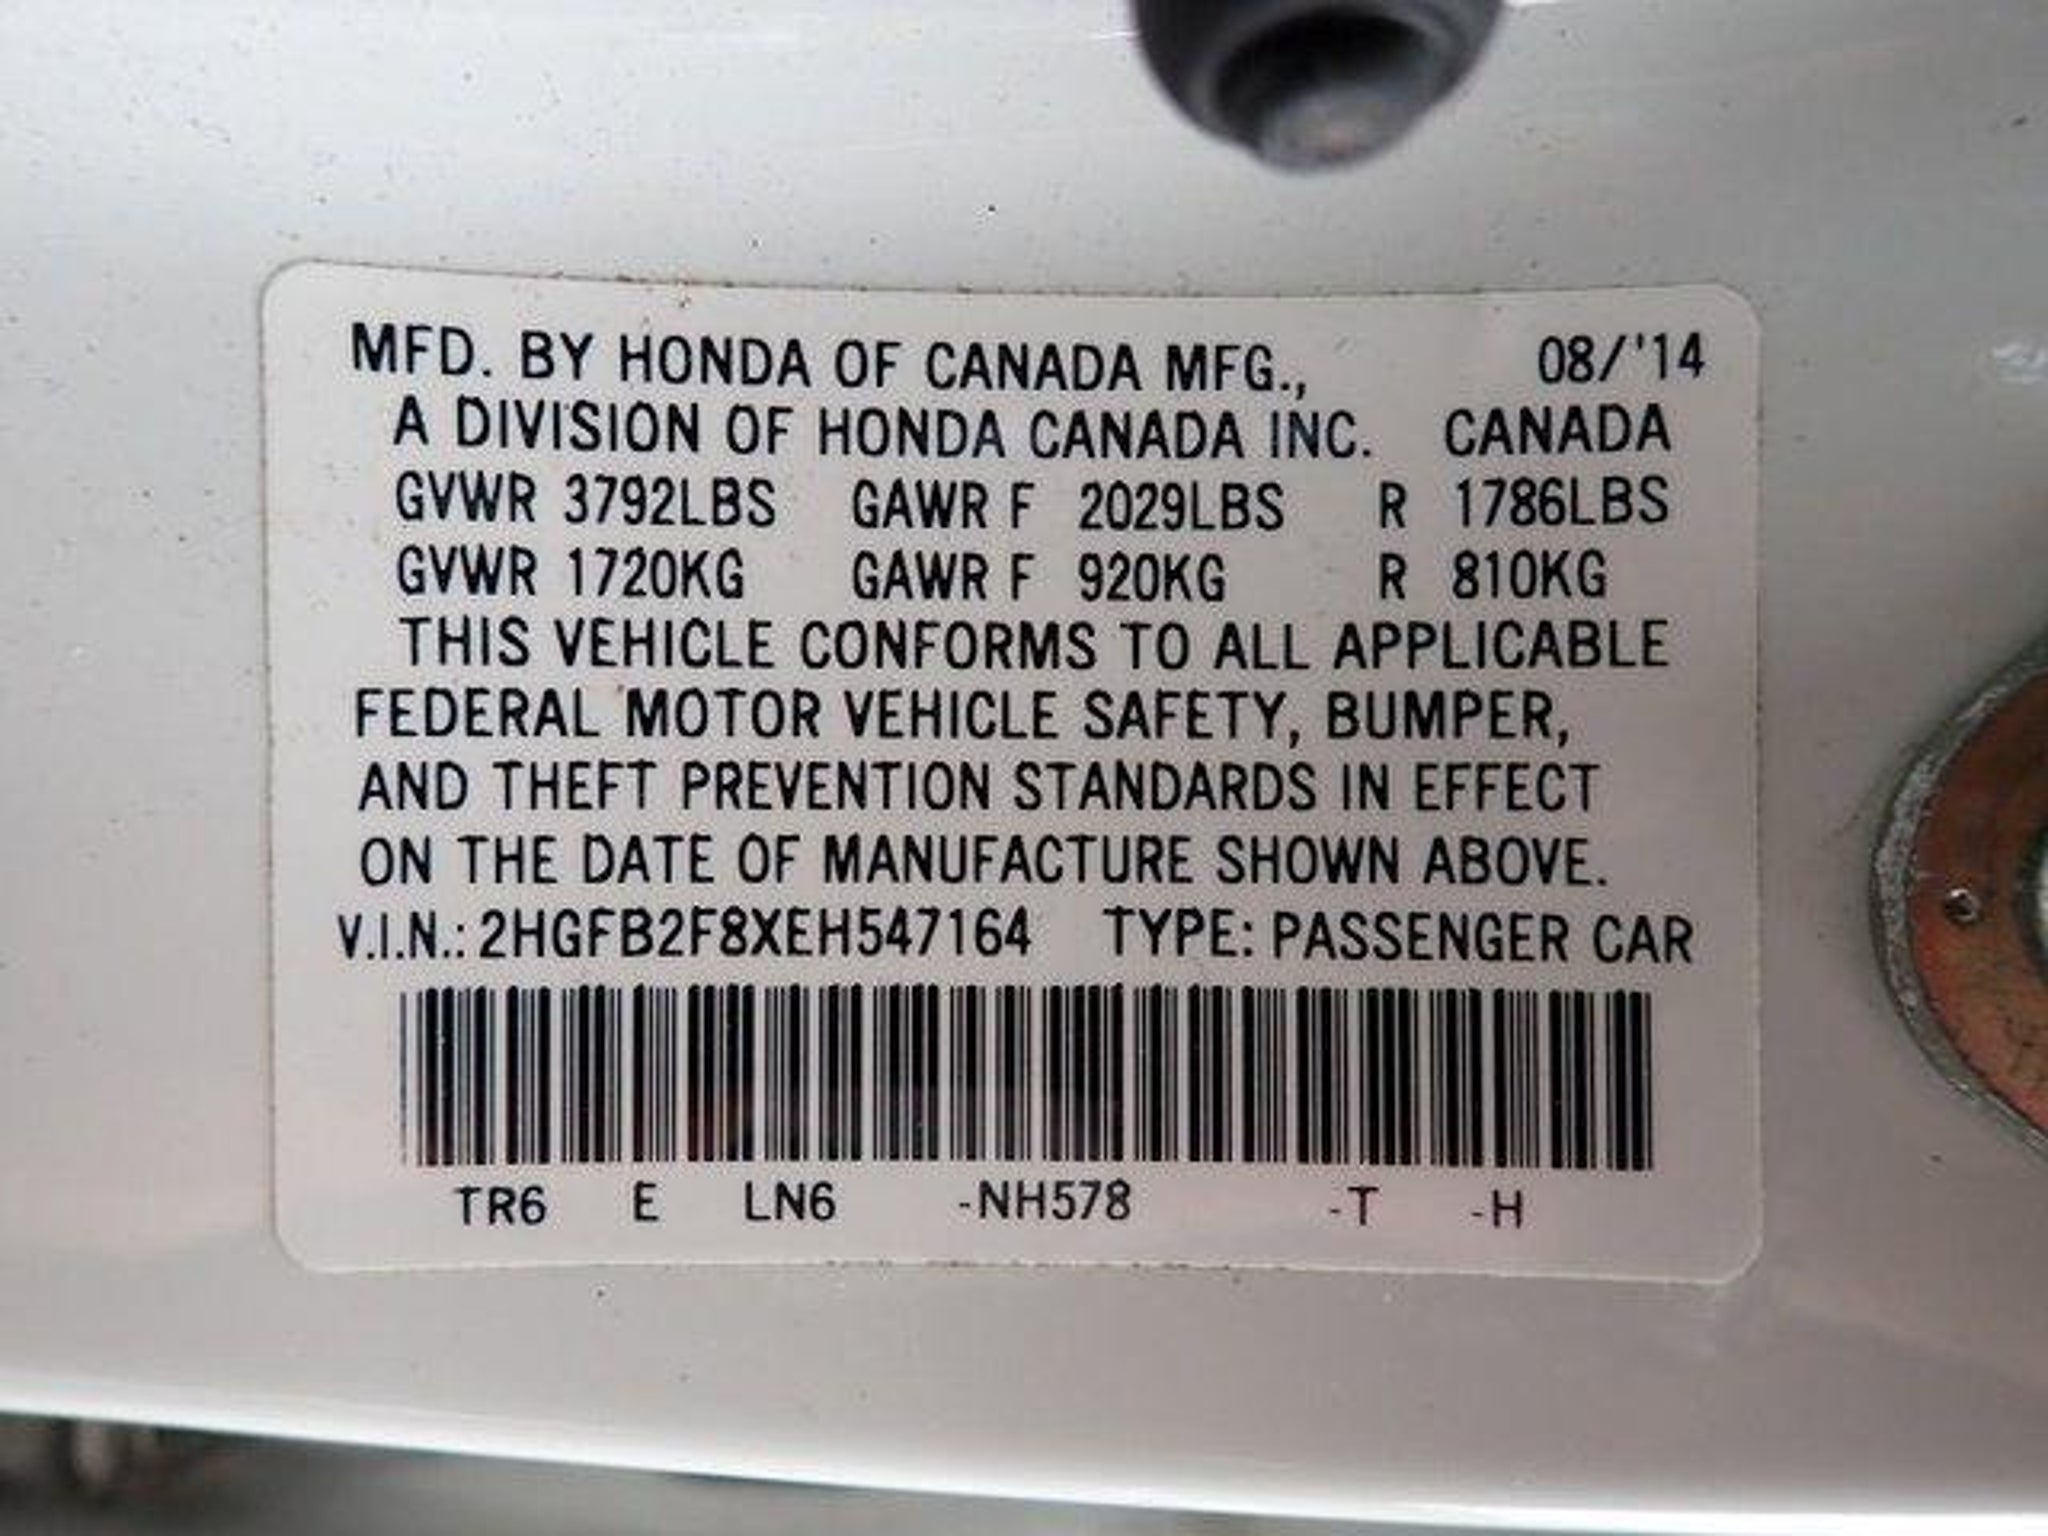 MFD. BY HONDA OF CANADA MFG., 08/'14
A DIVISION OF HONDA CANADA INC. CANADA
GVWR 3792LBS GAWR F 2029LBS R 1786LBS
GVWR 1720KG GAWR F 920KG R 810KG
THIS VEHICLE CONFORMS TO ALL APPLICABLE
FEDERAL MOTOR VEHICLE SAFETY, BUMPER,
AND THEFT PREVENTION STANDARDS IN EFFECT
ON THE DATE OF MANUFACTURE SHOWN ABOVE.
V.I.N.: 2HGFB2F8XEH547164 TYPE: PASSENGER CAR
TR6 E LN6 -NH578 -T -H